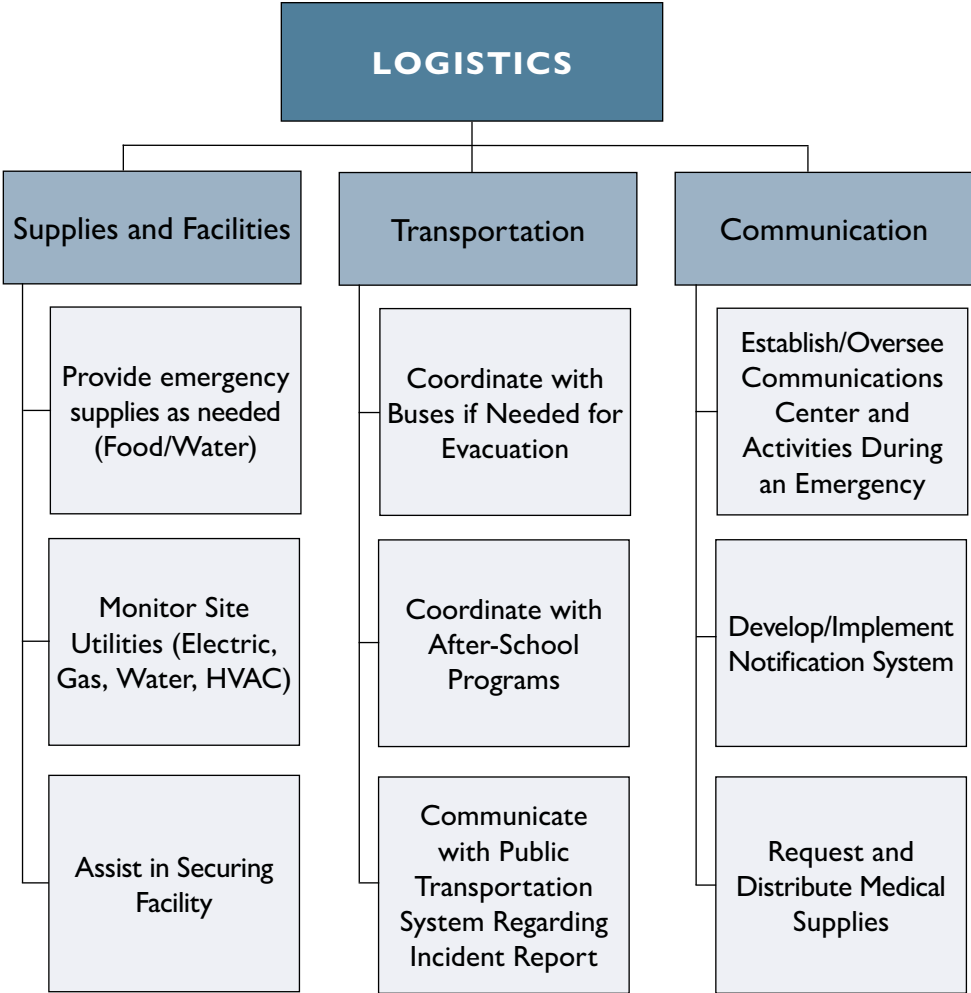 LOGISTICS
Supplies and Facilities
Provide emergency
supplies as needed
(Food/Water)
Monitor Site
Utilities (Electric,
Gas, Water, HVAC)
Assist in Securing
Facility
Transportation
Coordinate with
Buses if Needed for
Evacuation
Coordinate with
After-School
Programs
Communicate
with Public
Transportation
System Regarding
Incident Report
Communication
Establish/Oversee
Communications
Center and
Activities During
an Emergency
Develop/Implement
Notification System
Request and
Distribute Medical
Supplies